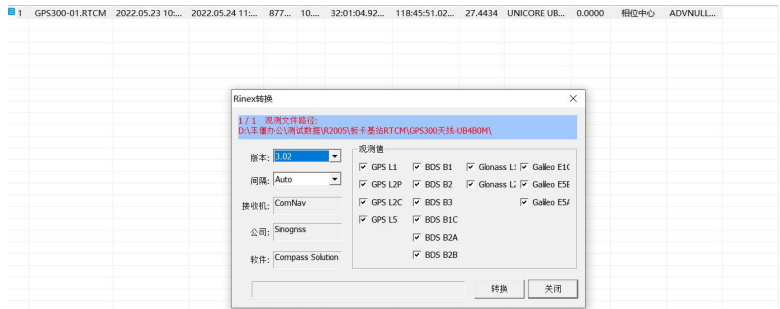 1 GPS300-01.RTCM 2022.05.23 10:... 2022.05.24 11:... 877... 10.... 32:01:04.92... 118:45:51.02... 27.4434 UNICORE UB... 0.0000 相位中心 ADVNULL...
Rinex转换
1 / 1 观测文件路径:
D:\丰疆办公\测试数据\R2005\板卡基站RTCM\GPS300天线-UB4B0M\
版本: 3.02
间隔: Auto
接收机: ComNav
公司: Sinognss
软件: Compass Solution
观测值
GPS L1 BDS B1 Glonass L1 Galileo E1(
GPS L2P BDS B2 Glonass L2 Galileo E5E
GPS L2C BDS B3 Galileo E5A
GPS L5 BDS B1C
BDS B2A
BDS B2B
转换 关闭